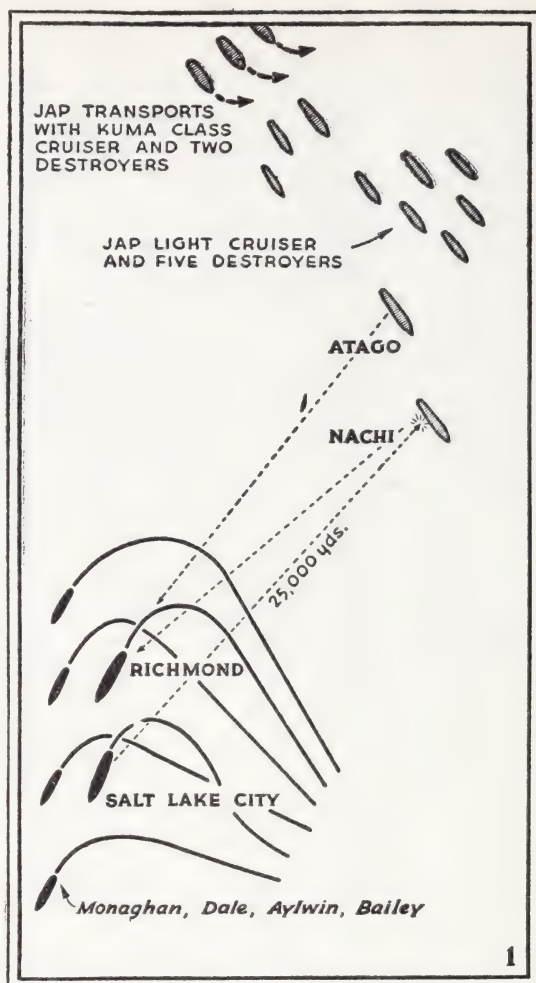 JAP TRANSPORTS
WITH KUMA CLASS
CRUISER AND TWO
DESTROYERS
JAP LIGHT CRUISER
AND FIVE DESTROYERS
ATAGO
NACHI
25,000 yds.
RICHMOND
SALT LAKE CITY
Monaghan, Dale, Aylwin, Bailey
1